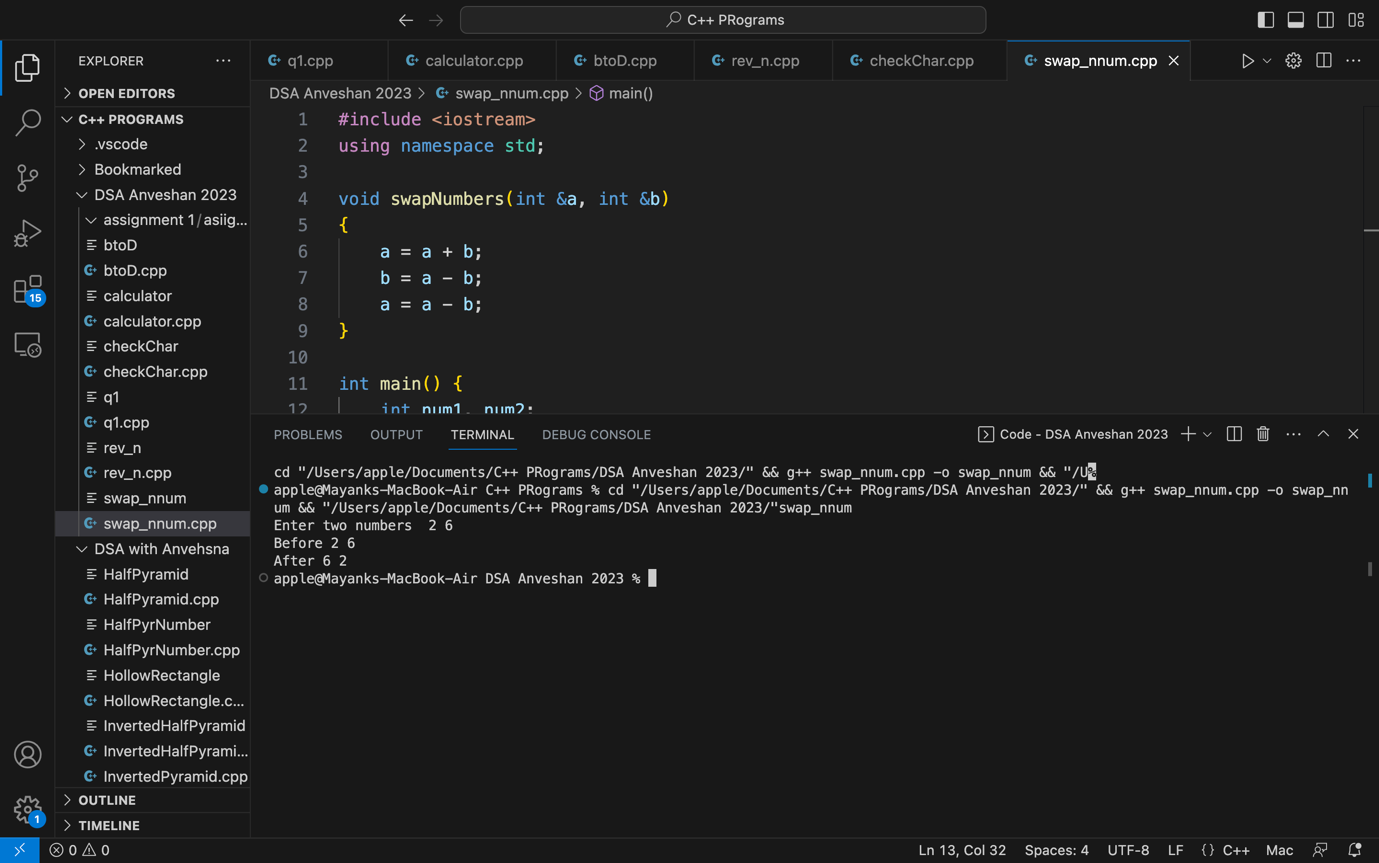 C++ PRograms
EXPLORER
OPEN EDITORS
C++ PROGRAMS
.vscode
Bookmarked
DSA Anveshan 2023
assignment 1/asiig...
btoD
btoD.cpp
calculator
calculator.cpp
checkChar
checkChar.cpp
q1
q1.cpp
rev_n
rev_n.cpp
swap_nnum
swap_nnum.cpp
DSA with Anvehsna
HalfPyramid
HalfPyramid.cpp
HalfPyrNumber
HalfPyrNumber.cpp
HollowRectangle
HollowRectangle.c...
InvertedHalfPyramid
InvertedHalfPyrami...
InvertedPyramid.cpp
OUTLINE
TIMELINE
15
1
q1.cpp calculator.cpp btoD.cpp rev_n.cpp checkChar.cpp swap_nnum.cpp
DSA Anveshan 2023 > swap_nnum.cpp > main()
1 #include <iostream>
2 using namespace std;
3
4 void swapNumbers(int &a, int &b)
5 {
6 a = a + b;
7 b = a - b;
8 a = a - b;
9 }
10
11 int main() {
12 int num1, num2;
PROBLEMS OUTPUT TERMINAL DEBUG CONSOLE Code - DSA Anveshan 2023
cd "/Users/apple/Documents/C++ PRograms/DSA Anveshan 2023/" && g++ swap_nnum.cpp -o swap_nnum && "/U%
apple@Mayanks-MacBook-Air C++ PRograms % cd "/Users/apple/Documents/C++ PRograms/DSA Anveshan 2023/" && g++ swap_nnum.cpp -o swap_nn
um && "/Users/apple/Documents/C++ PRograms/DSA Anveshan 2023/"swap_nnum
Enter two numbers  2 6
Before 2 6
After 6 2
apple@Mayanks-MacBook-Air DSA Anveshan 2023 %
0 0 Ln 13, Col 32 Spaces: 4 UTF-8 LF {} C++ Mac